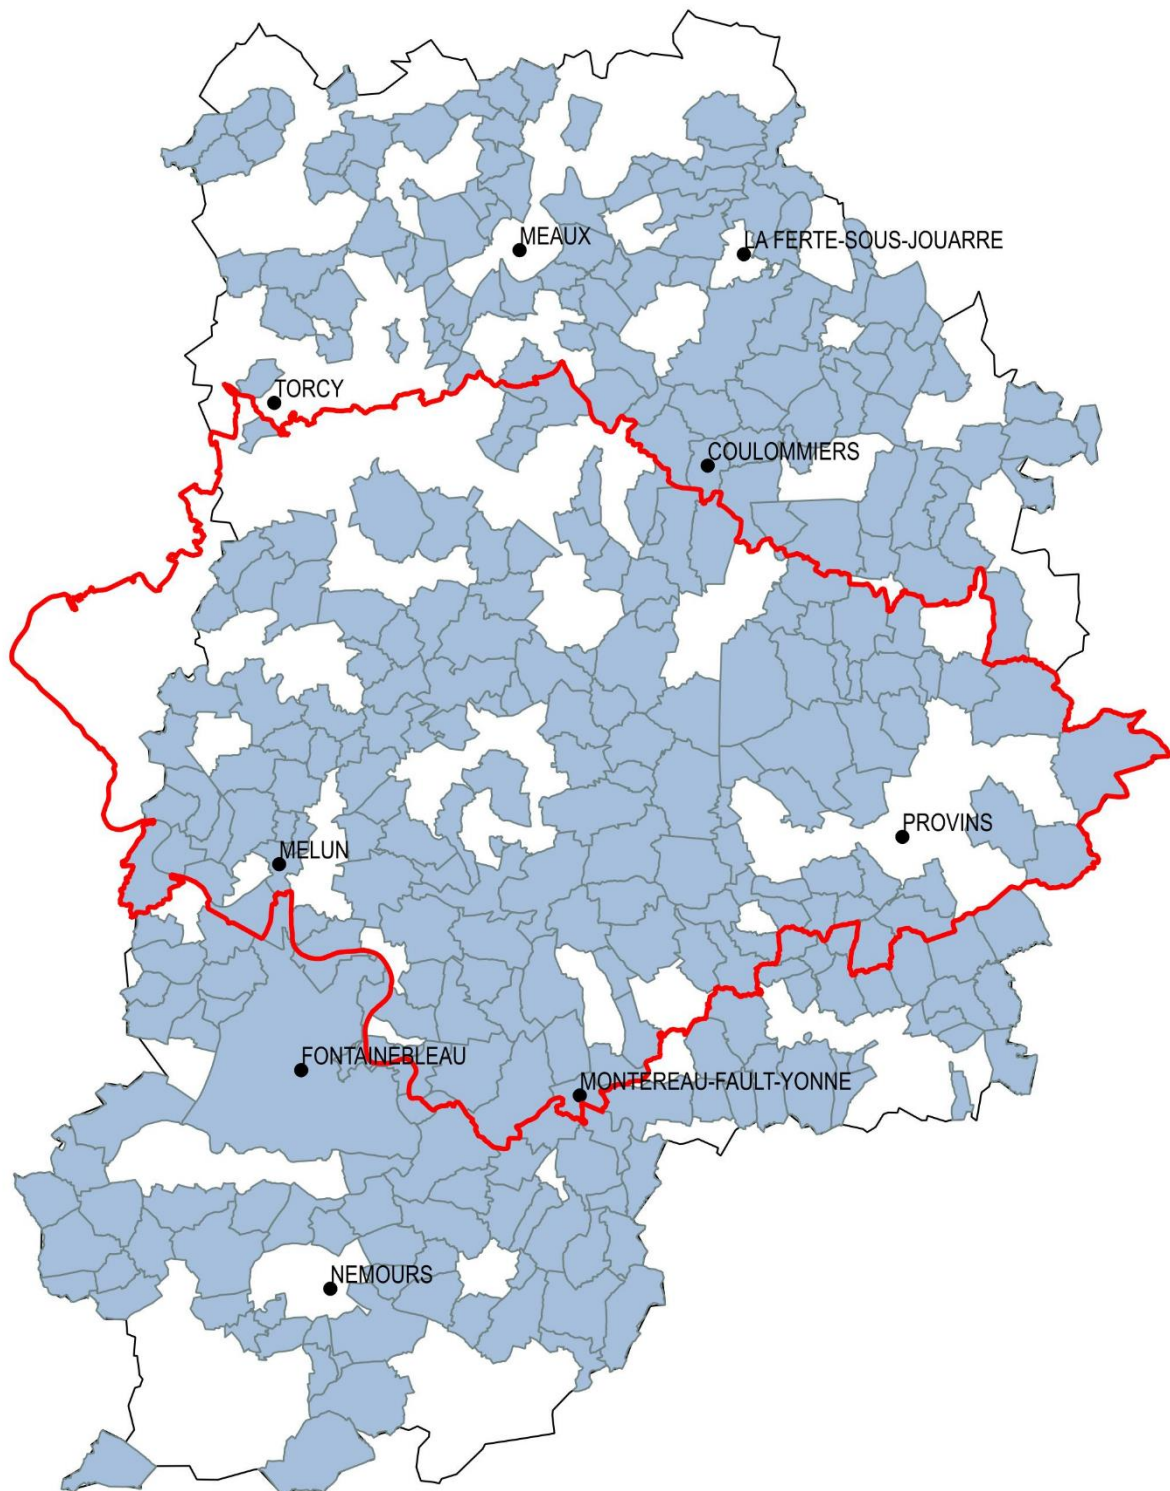 MEAUX
LA FERTE-SOUS-JOUARRE
TORCY
COULOMMIERS
PROVINS
MELUN
FONTAINEBLEAU
MONTEREAU-FAULT-YONNE
NEMOURS